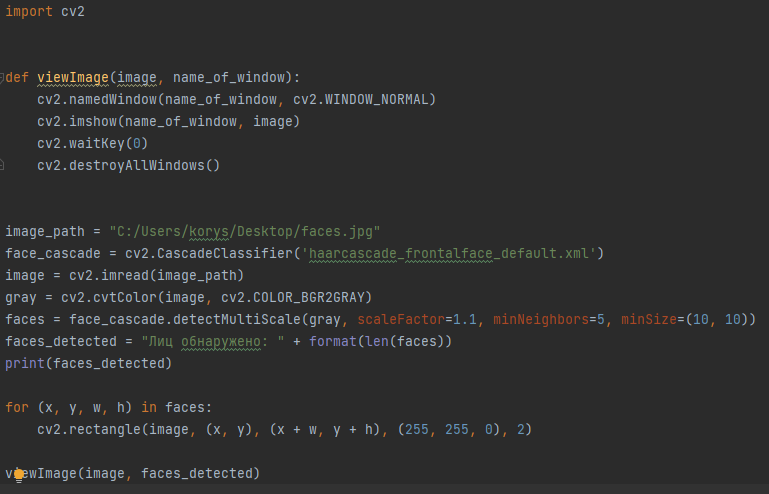 import cv2
def viewImage(image, name_of_window):
    cv2.namedWindow(name_of_window, cv2.WINDOW_NORMAL)
    cv2.imshow(name_of_window, image)
    cv2.waitKey(0)
    cv2.destroyAllWindows()
image_path = "C:/Users/korys/Desktop/faces.jpg"
face_cascade = cv2.CascadeClassifier('haarcascade_frontalface_default.xml')
image = cv2.imread(image_path)
gray = cv2.cvtColor(image, cv2.COLOR_BGR2GRAY)
faces = face_cascade.detectMultiScale(gray, scaleFactor=1.1, minNeighbors=5, minSize=(10, 10))
faces_detected = "Лиц обнаружено: " + format(len(faces))
print(faces_detected)
for (x, y, w, h) in faces:
    cv2.rectangle(image, (x, y), (x + w, y + h), (255, 255, 0), 2)
viewImage(image, faces_detected)